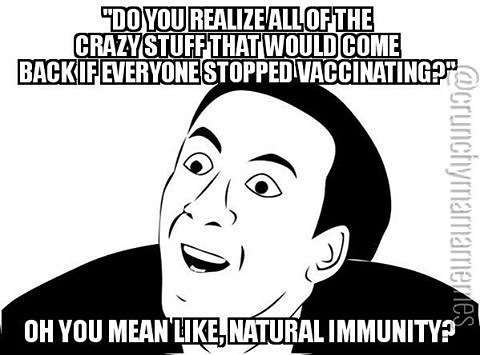 "DO YOU REALIZE ALL OF THE
CRAZY STUFF THAT WOULD COME
BACK IF EVERYONE STOPPED VACCINATING?"
@crunchymamamemes
OH YOU MEAN LIKE, NATURAL IMMUNITY?